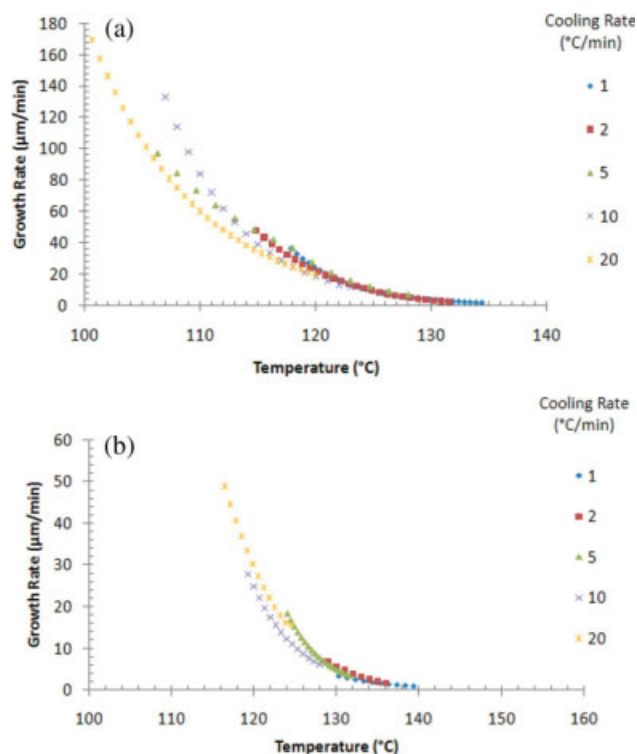 (a)
Cooling Rate
(°C/min)
1
2
5
10
20
Growth Rate (μm/min)
180
160
140
120
100
80
60
40
20
0
100 110 120 130 140
Temperature (°C)
(b)
Cooling Rate
(°C/min)
1
2
5
10
20
Growth Rate (μm/min)
60
50
40
30
20
10
0
100 110 120 130 140 150 160
Temperature (°C)